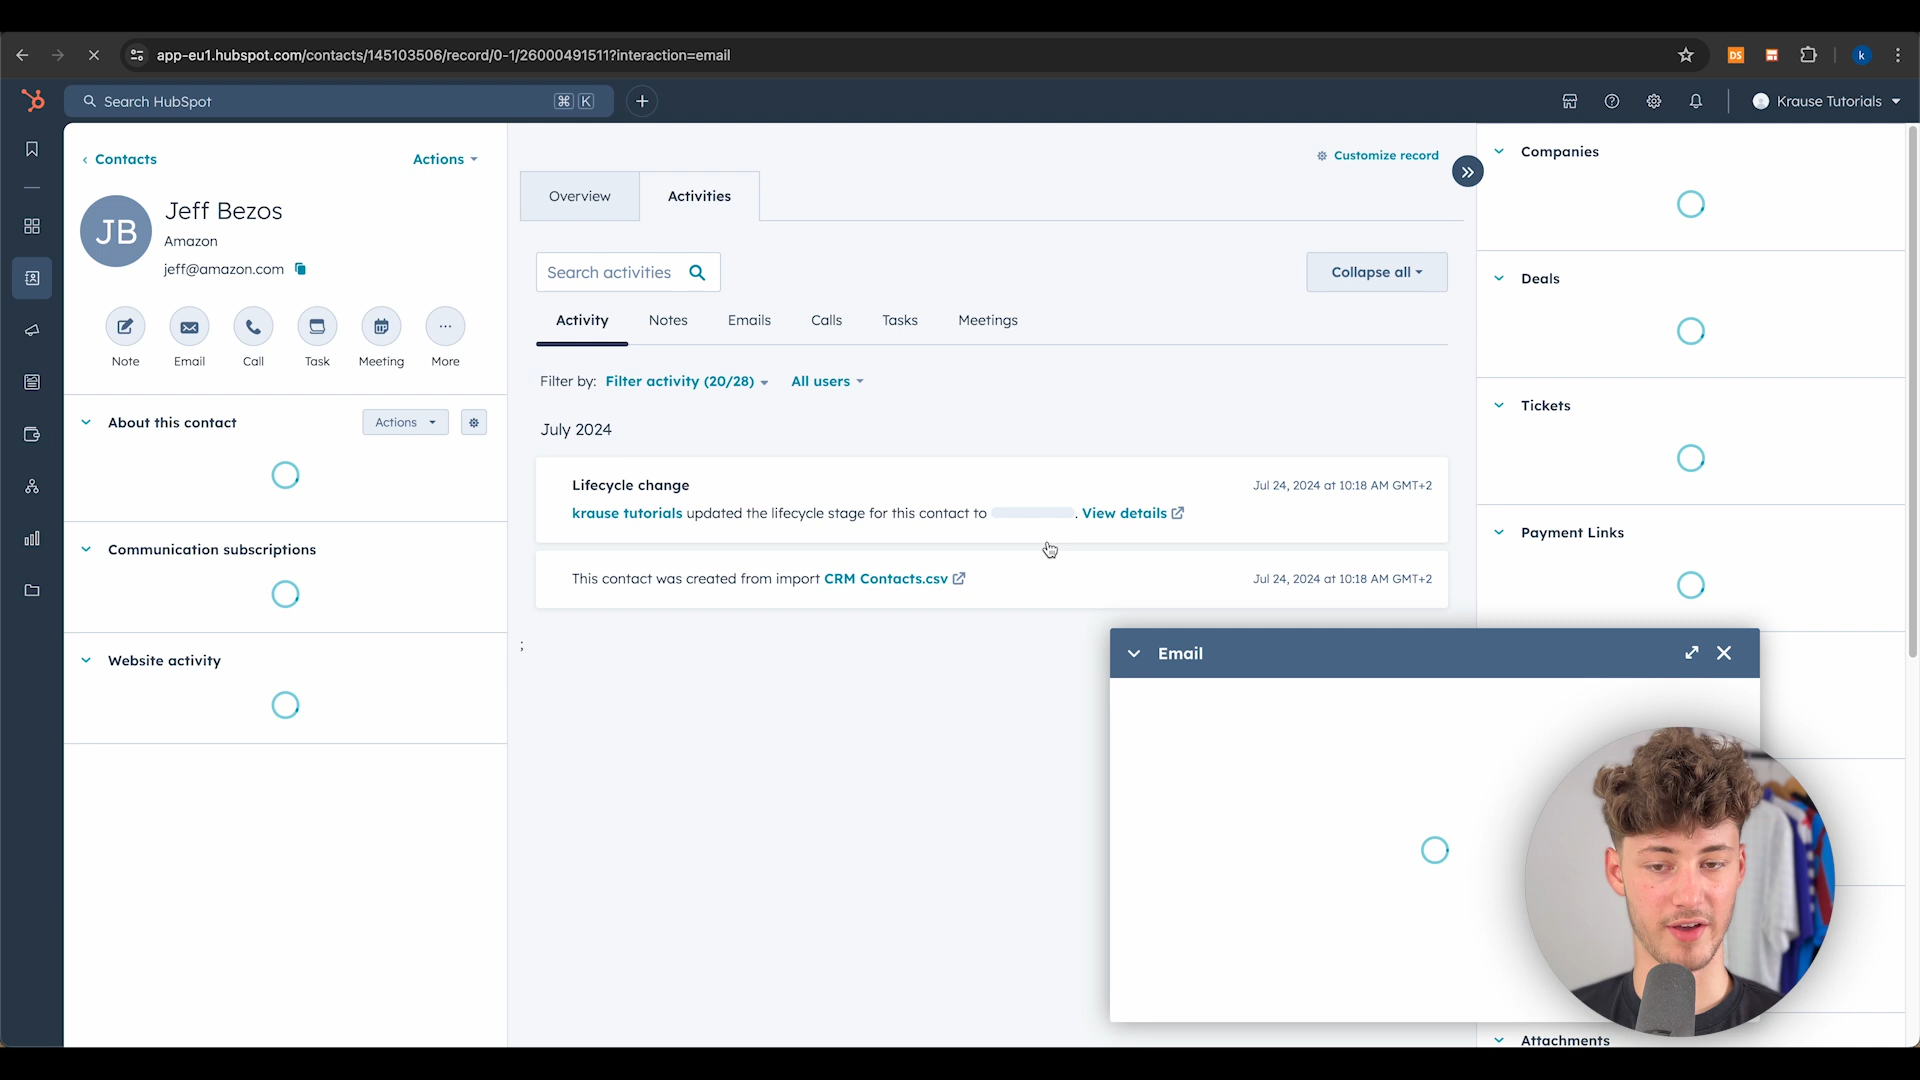 app-eu1.hubspot.com/contacts/145103506/record/0-1/26000491511?interaction=email
DS
k
Search HubSpot
⌘ K
Krause Tutorials
Contacts
Actions
JB
Jeff Bezos
Amazon
jeff@amazon.com
Note
Email
Call
Task
Meeting
More
About this contact
Actions
Communication subscriptions
Website activity
Customize record
Overview
Activities
Search activities
Collapse all
Activity
Notes
Emails
Calls
Tasks
Meetings
Filter by: Filter activity (20/28) All users
July 2024
Lifecycle change
Jul 24, 2024 at 10:18 AM GMT+2
krause tutorials updated the lifecycle stage for this contact to . View details
This contact was created from import CRM Contacts.csv
Jul 24, 2024 at 10:18 AM GMT+2
;
Email
Companies
Deals
Tickets
Payment Links
Attachments